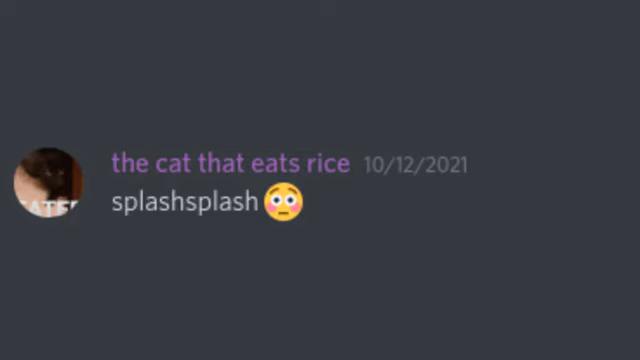 the cat that eats rice 10/12/2021
splashsplash😳